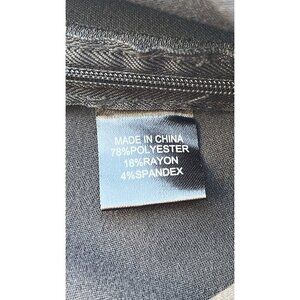 MADE IN CHINA
78%POLYESTER
18%RAYON
4%SPANDEX